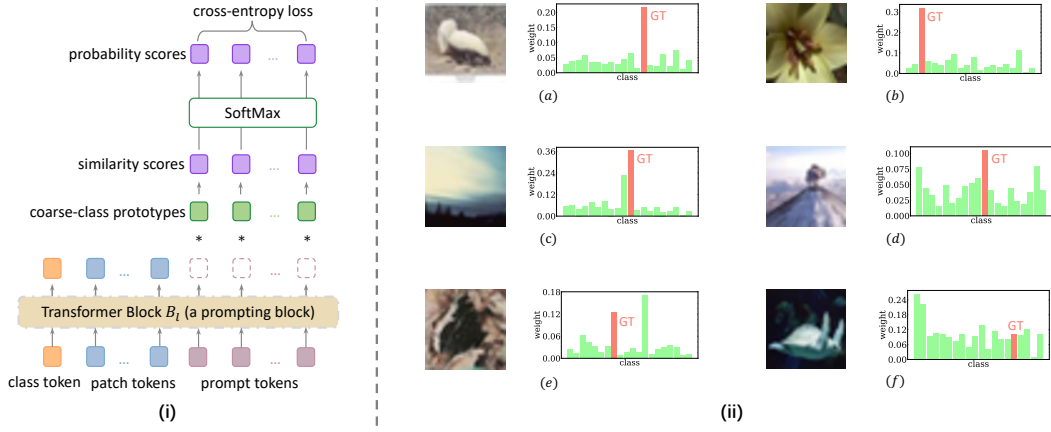 cross-entropy loss
probability scores
...
SoftMax
similarity scores
...
coarse-class prototypes
...
* * *
... ...
Transformer Block B_l (a prompting block)
... ...
class token patch tokens prompt tokens
(i)
weight
0.20
0.15
0.10
0.05
0.00
GT
class
(a)
weight
0.3
0.2
0.1
0.0
GT
class
(b)
weight
0.36
0.24
0.12
0.00
GT
class
(c)
weight
0.100
0.075
0.050
0.025
0.000
GT
class
(d)
weight
0.18
0.12
0.06
0.00
GT
class
(e)
weight
0.24
0.18
0.12
0.06
0.00
GT
class
(f)
(ii)